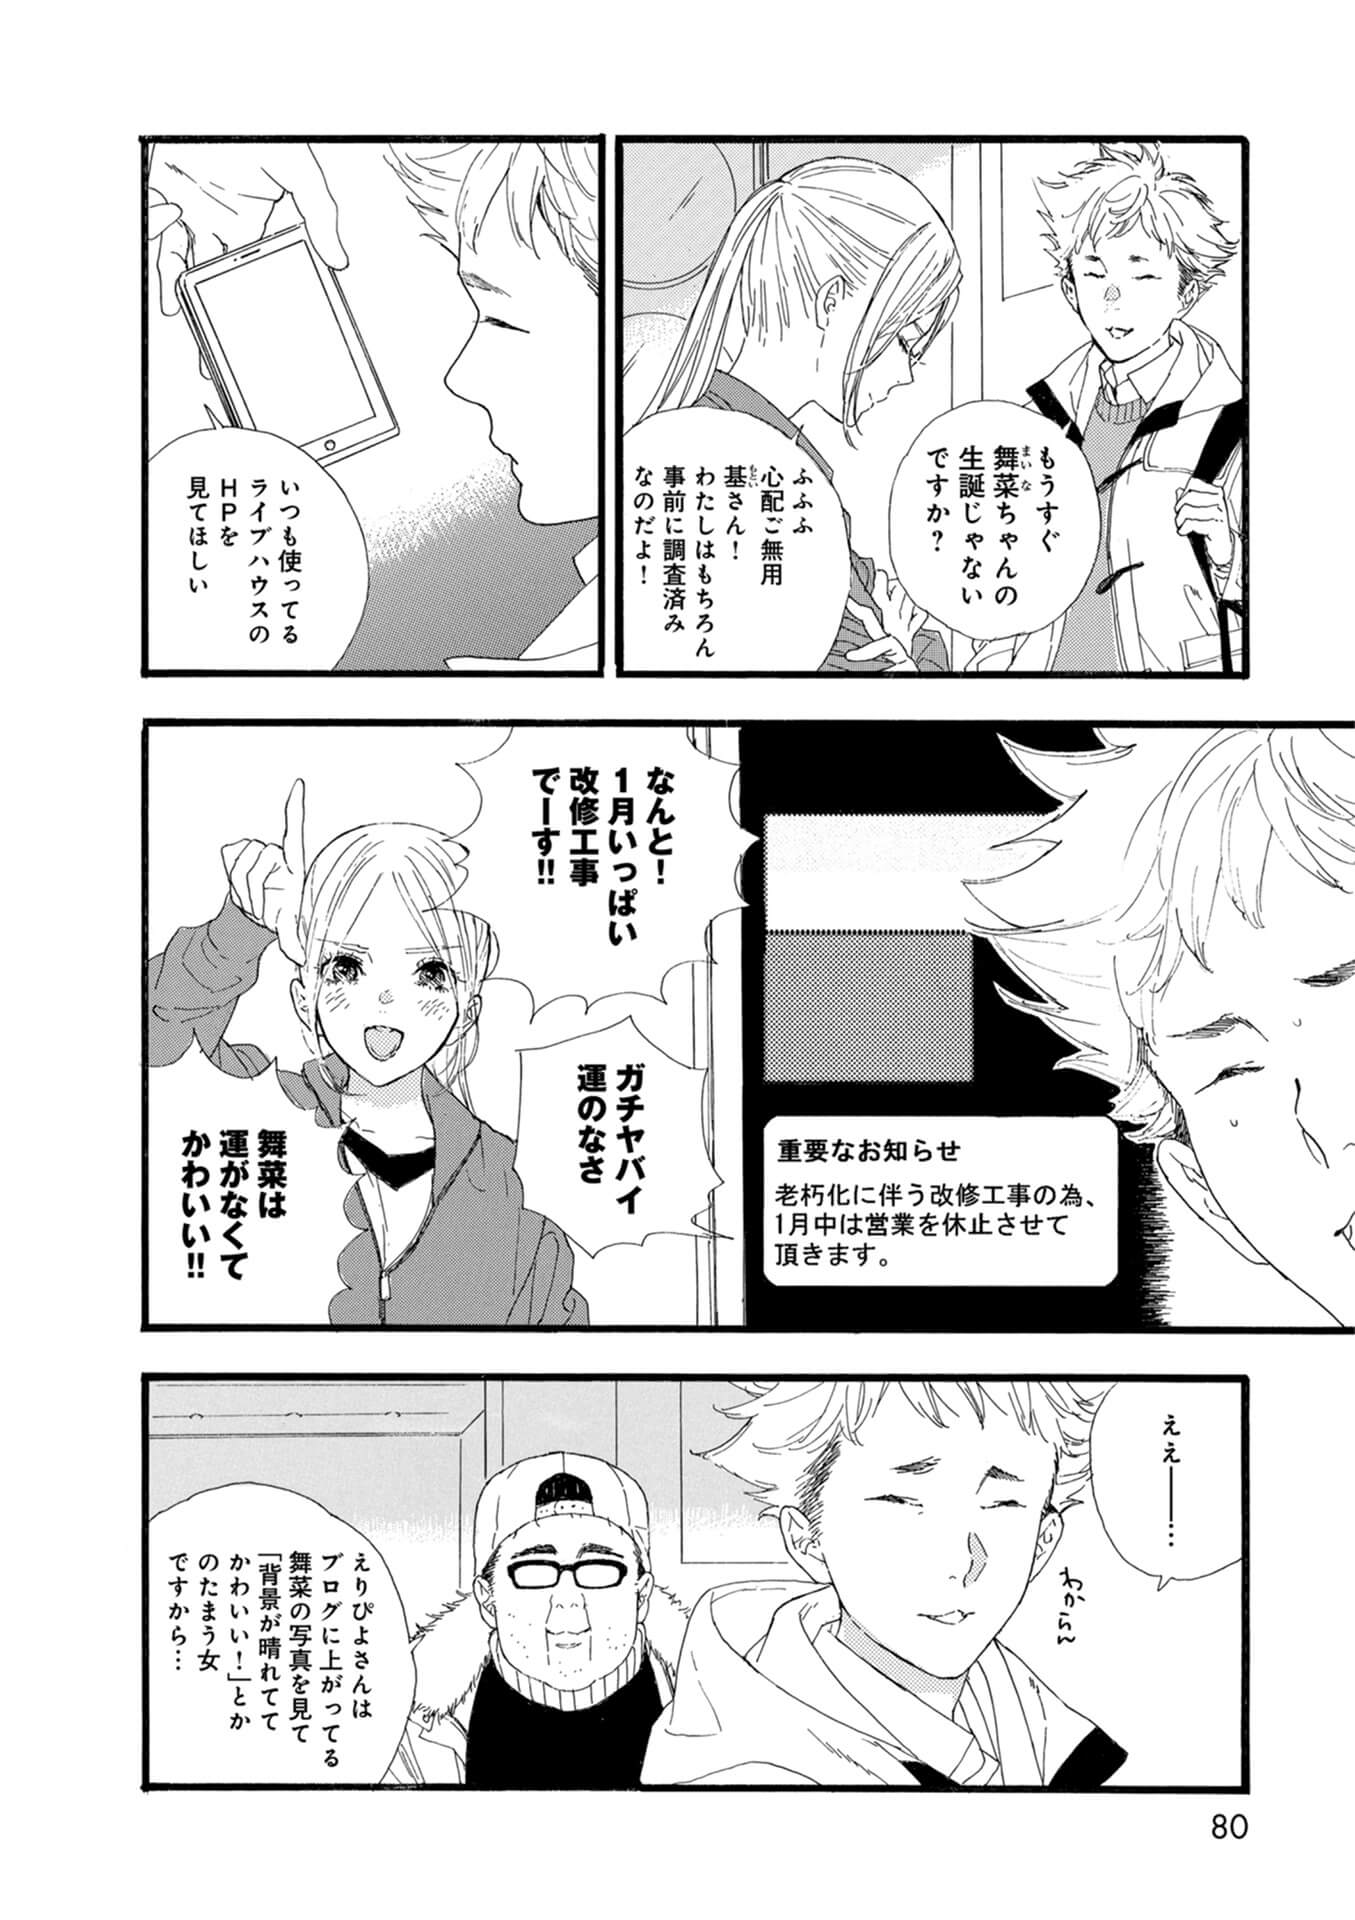 もうすぐ
舞菜ちゃんの
生誕じゃない
ですか？
まいな
ふふふ
心配ご無用
基さん！
もとい
わたしはもちろん
事前に調査済み
なのだよ！
いつも使ってる
ライブハウスの
HPを
見てほしい
重要なお知らせ
老朽化に伴う改修工事の為、
1月中は営業を休止させて
頂きます。
なんと！
1月いっぱい
改修工事
でーす!!
ガチヤバイ
運のなさ
舞菜は
運がなくて
かわいい!!
ええ――…
わからん
えりぴよさんは
ブログに上がってる
舞菜の写真を見て
「背景が晴れてて
かわいい！」とか
のたまう女
ですから…
80